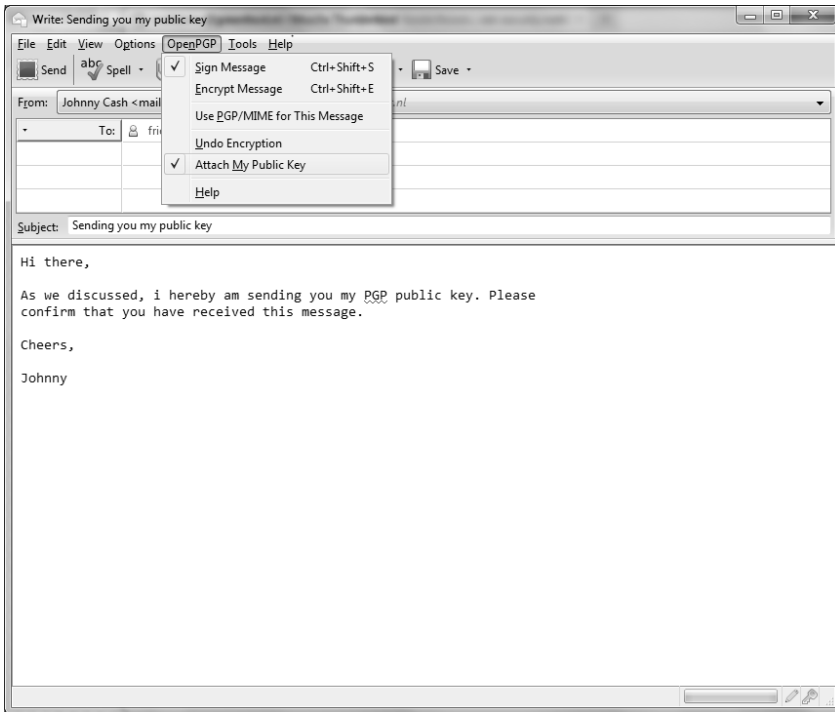 Write: Sending you my public key
File Edit View Options OpenPGP Tools Help
Send Spell Save
Sign Message Ctrl+Shift+S
Encrypt Message Ctrl+Shift+E
Use PGP/MIME for This Message
Undo Encryption
Attach My Public Key
Help
From: Johnny Cash <mail .nl
To: frie
Subject: Sending you my public key
Hi there,
As we discussed, i hereby am sending you my PGP public key. Please
confirm that you have received this message.
Cheers,
Johnny